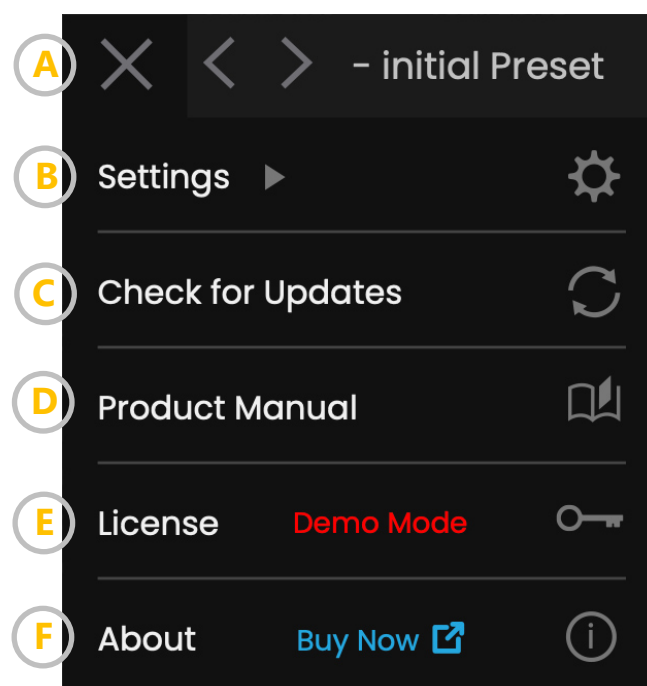 A - initial Preset
B Settings
C Check for Updates
D Product Manual
E License Demo Mode
F About Buy Now